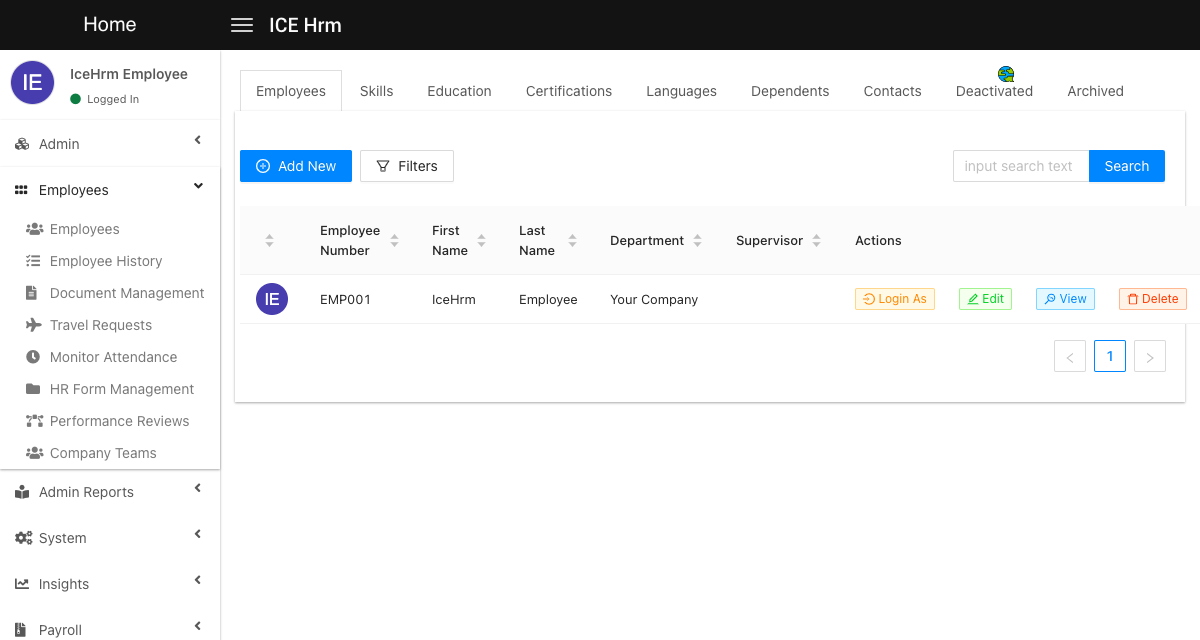 Home
ICE Hrm
IE
IceHrm Employee
Logged In
Admin
Employees
Employees
Employee History
Document Management
Travel Requests
Monitor Attendance
HR Form Management
Performance Reviews
Company Teams
Admin Reports
System
Insights
Payroll
Employees
Skills
Education
Certifications
Languages
Dependents
Contacts
Deactivated
Archived
Add New
Filters
input search text
Search
Employee
Number
First
Name
Last
Name
Department
Supervisor
Actions
IE
EMP001
IceHrm
Employee
Your Company
Login As
Edit
View
Delete
<
1
>